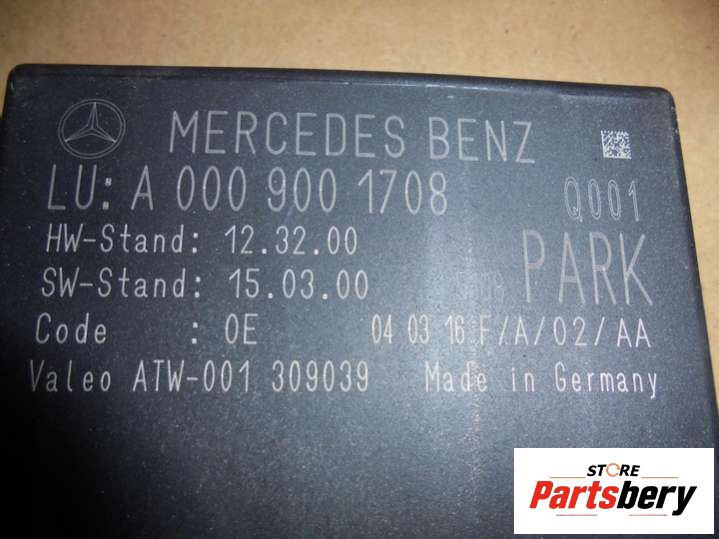 MERCEDES BENZ
LU: A 000 900 1708 Q001
HW-Stand: 12.32.00
SW-Stand: 15.03.00 PARK
Code : 0E 04 03 16 F/A/02/AA
Valeo ATW-001 309039 Made in Germany
STORE
Partsbery